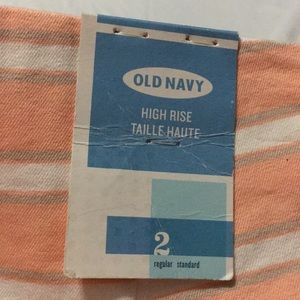 OLD NAVY
HIGH RISE
TAILLE HAUTE
2
regular standard